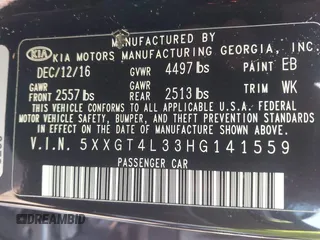 MANUFACTURED BY
KIA KIA MOTORS MANUFACTURING GEORGIA, INC.
DEC/12/16 GVWR 4497 lbs PAINT EB
GAWR GAWR
FRONT 2557 lbs REAR 2513 lbs TRIM WK
THIS VEHICLE CONFORMS TO ALL APPLICABLE U.S.A. FEDERAL
MOTOR VEHICLE SAFETY, BUMPER, AND THEFT PREVENTION
STANDARDS IN EFFECT ON THE DATE OF MANUFACTURE SHOWN
ABOVE.
V.I.N. 5XXGT4L33HG141559
PASSENGER CAR
DREAMBID